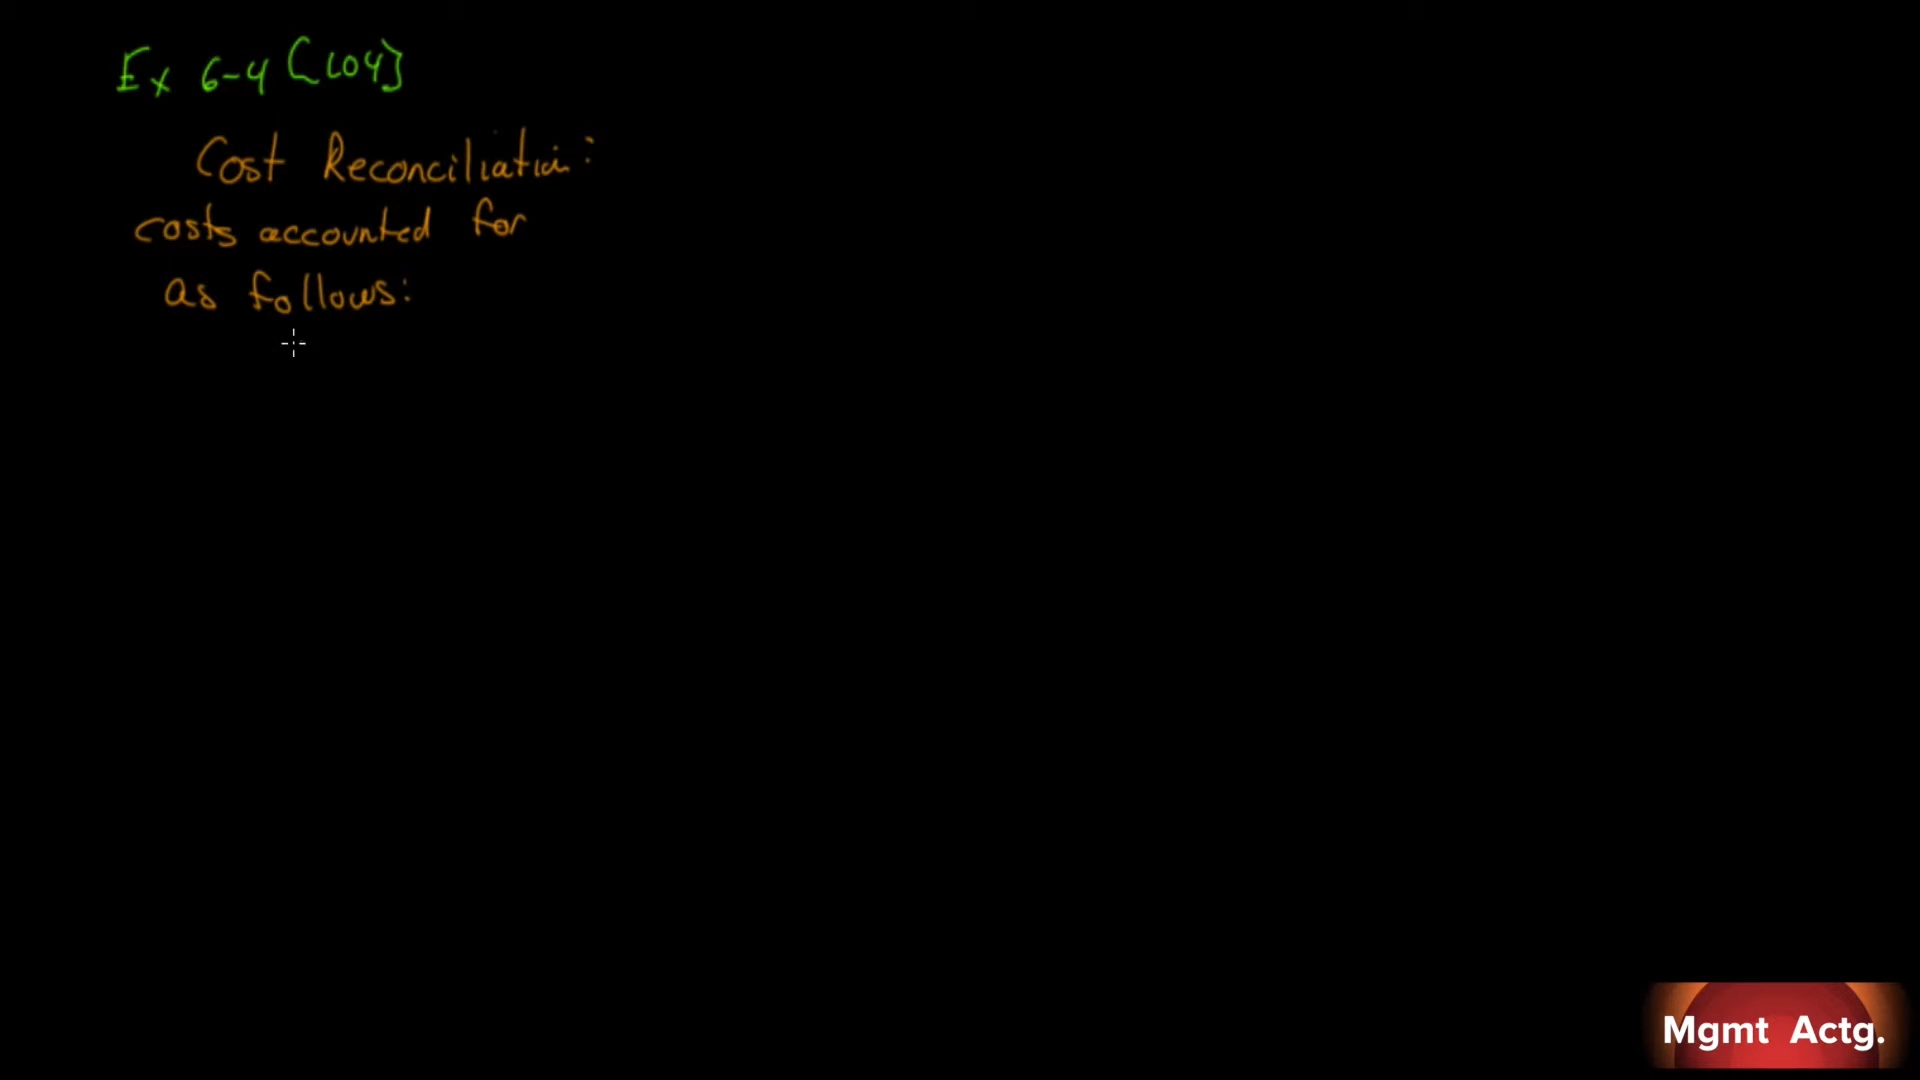 Ex 6-4 [LO4]
Cost Reconciliation:
costs accounted for
as follows:
Mgmt Actg.